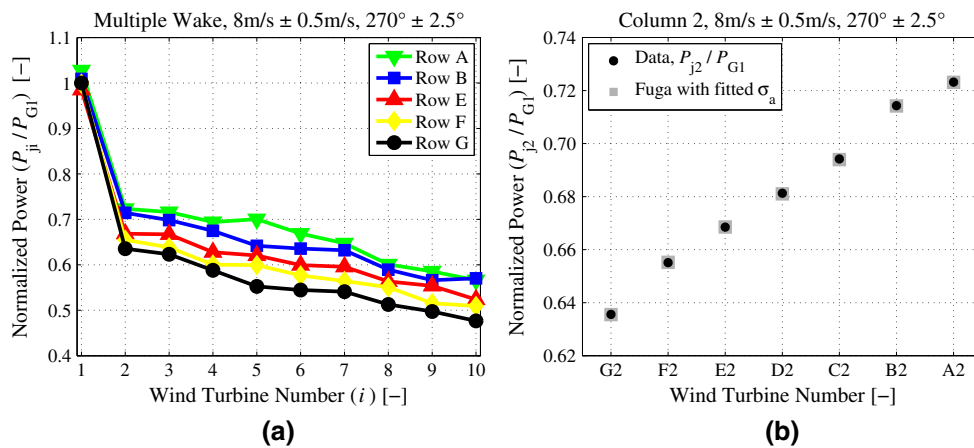 Multiple Wake, 8m/s ± 0.5m/s, 270° ± 2.5°
Normalized Power (P_ji / P_G1) [−]
1.1
1
0.9
0.8
0.7
0.6
0.5
0.4
Row A
Row B
Row E
Row F
Row G
1 2 3 4 5 6 7 8 9 10
Wind Turbine Number (i) [−]
(a)
Column 2, 8m/s ± 0.5m/s, 270° ± 2.5°
Normalized Power (P_j2 / P_G1) [−]
0.74
0.72
0.70
0.68
0.66
0.64
0.62
Data, P_j2 / P_G1
Fuga with fitted σ_a
G2 F2 E2 D2 C2 B2 A2
Wind Turbine Number [−]
(b)